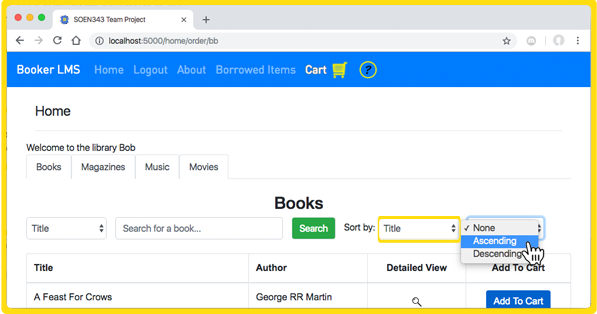 SOEN343 Team Project
localhost:5000/home/order/bb
Booker LMS Home Logout About Borrowed Items Cart ?
Home
Welcome to the library Bob
Books Magazines Music Movies
Books
Title Search for a book... Search Sort by: Title ✓ None
Ascending
Descending
Title Author Detailed View Add To Cart
A Feast For Crows George RR Martin Add To Cart